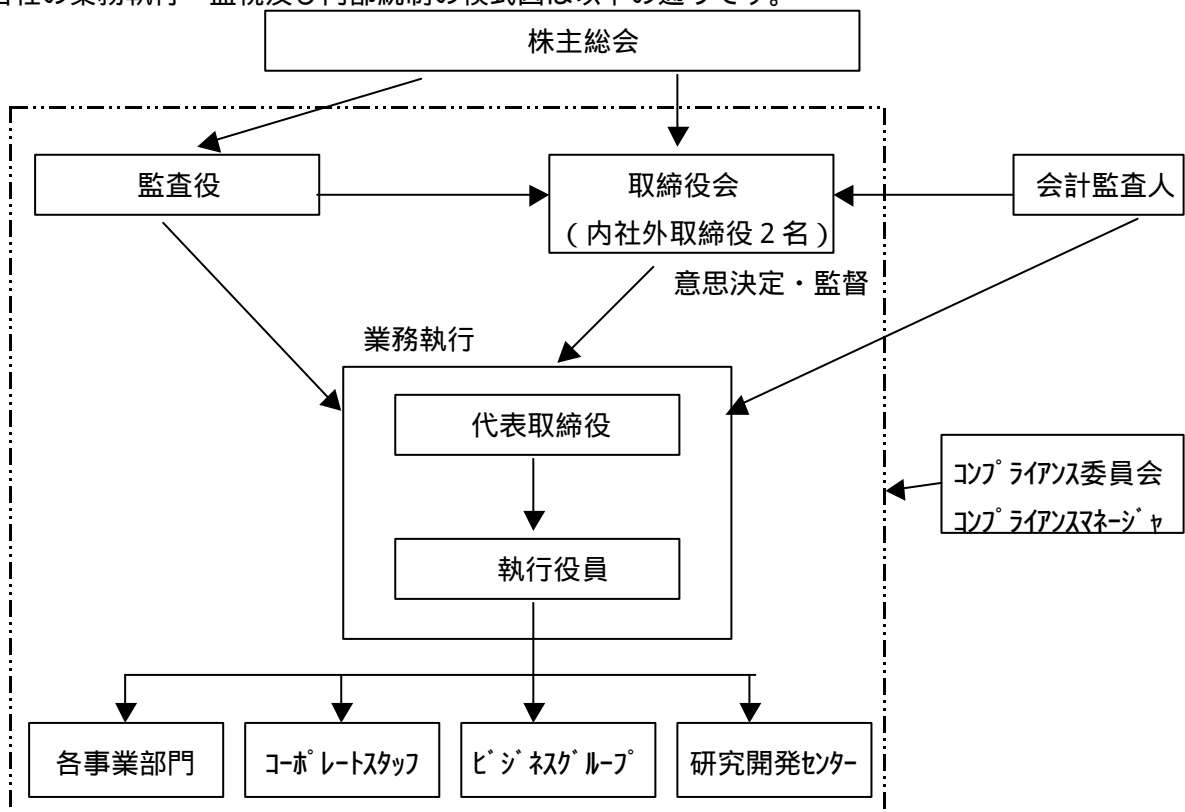 当社の業務執行・監視及び内部統制の模式図は以下の通りです。
株主総会
監査役
取締役会
（内社外取締役２名）
会計監査人
意思決定・監督
業務執行
代表取締役
執行役員
ｺﾝﾌﾟﾗｲｱﾝｽ委員会
ｺﾝﾌﾟﾗｲｱﾝｽﾏﾈｰｼﾞｬ
各事業部門
ｺｰﾎﾟﾚｰﾄｽﾀｯﾌ
ﾋﾞｼﾞﾈｽｸﾞﾙｰﾌﾟ
研究開発ｾﾝﾀｰ